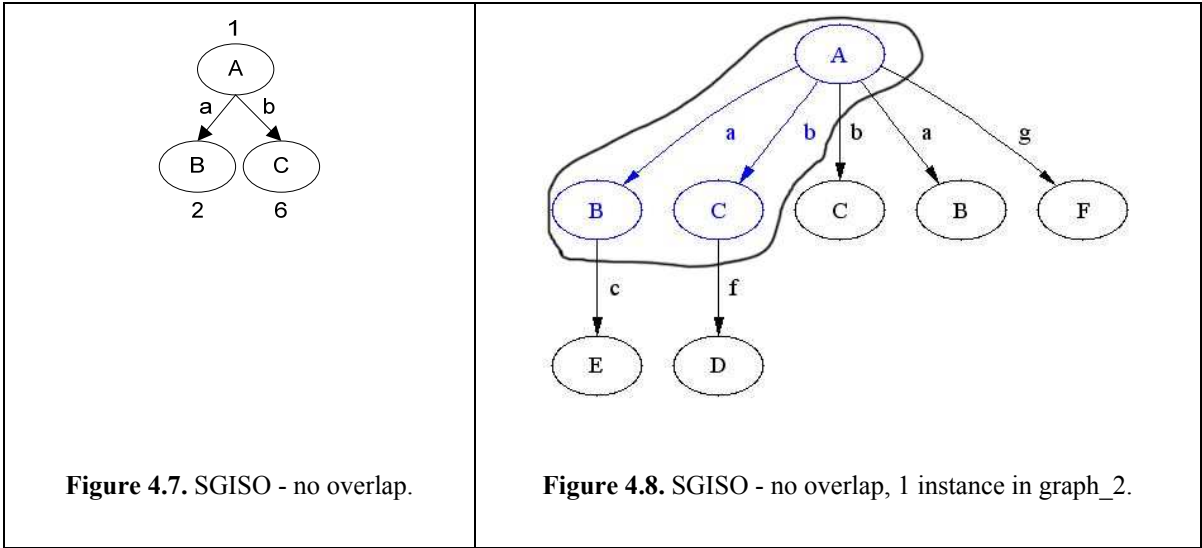 1
A
a b
B C
2 6
Figure 4.7. SGISO - no overlap.
A
a b b a g
B C C B F
c f
E D
Figure 4.8. SGISO - no overlap, 1 instance in graph_2.